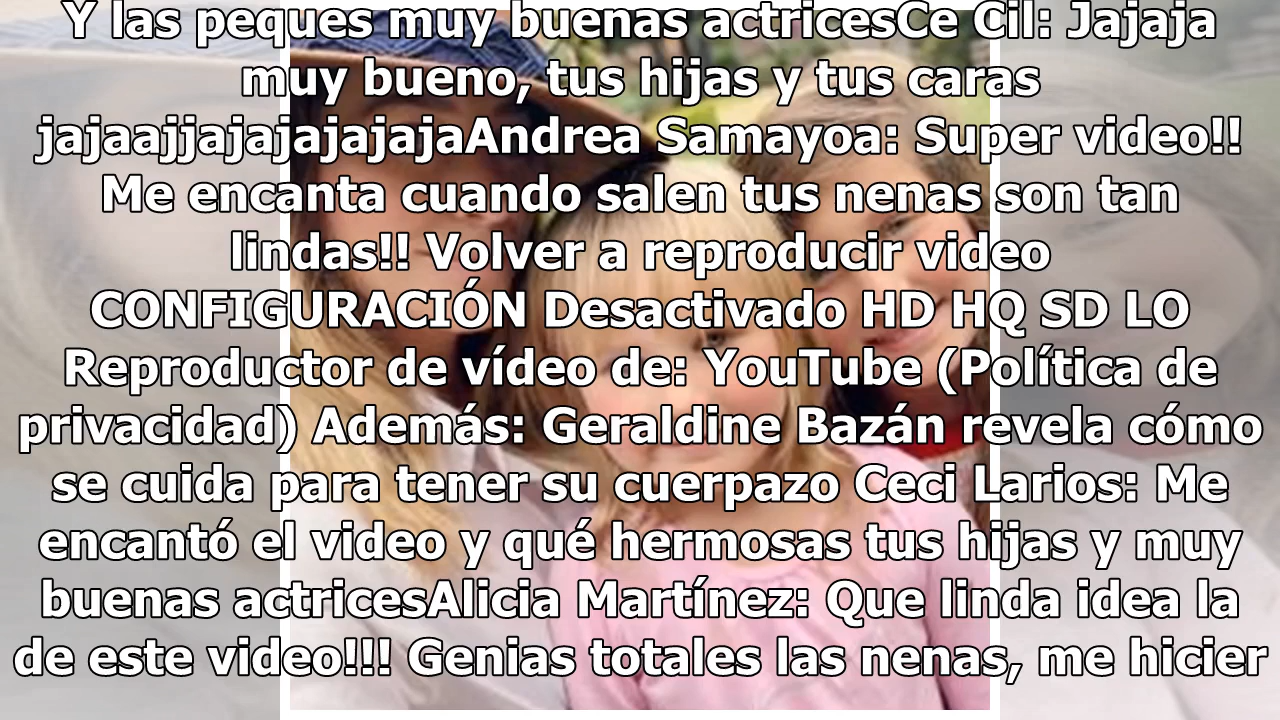 Y las peques muy buenas actricesCe Cil: Jajaja
muy bueno, tus hijas y tus caras
jajaajjajajajajajajaAndrea Samayoa: Super video!!
Me encanta cuando salen tus nenas son tan
lindas!! Volver a reproducir video
CONFIGURACIÓN Desactivado HD HQ SD LO
Reproductor de vídeo de: YouTube (Política de
privacidad) Además: Geraldine Bazán revela cómo
se cuida para tener su cuerpazo Ceci Larios: Me
encantó el video y qué hermosas tus hijas y muy
buenas actricesAlicia Martínez: Que linda idea la
de este video!!! Genias totales las nenas, me hicier